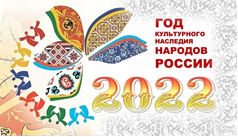 ГОД
КУЛЬТУРНОГО
НАСЛЕДИЯ
НАРОДОВ
РОССИИ
2022